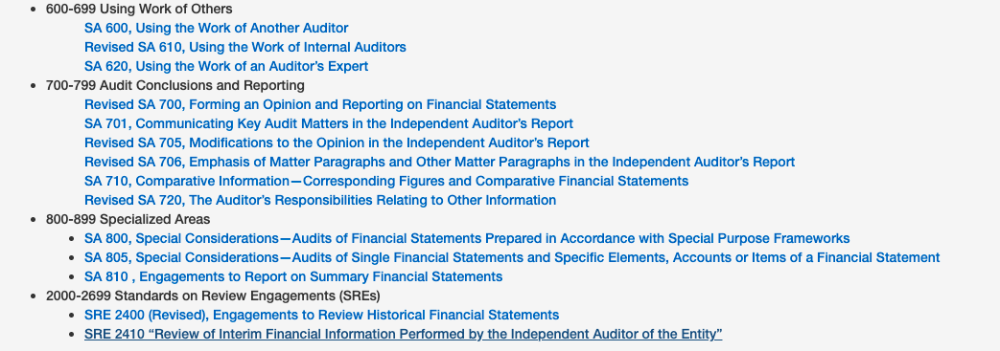 600-699 Using Work of Others
SA 600, Using the Work of Another Auditor
Revised SA 610, Using the Work of Internal Auditors
SA 620, Using the Work of an Auditor’s Expert
700-799 Audit Conclusions and Reporting
Revised SA 700, Forming an Opinion and Reporting on Financial Statements
SA 701, Communicating Key Audit Matters in the Independent Auditor’s Report
Revised SA 705, Modifications to the Opinion in the Independent Auditor’s Report
Revised SA 706, Emphasis of Matter Paragraphs and Other Matter Paragraphs in the Independent Auditor’s Report
SA 710, Comparative Information—Corresponding Figures and Comparative Financial Statements
Revised SA 720, The Auditor’s Responsibilities Relating to Other Information
800-899 Specialized Areas
SA 800, Special Considerations—Audits of Financial Statements Prepared in Accordance with Special Purpose Frameworks
SA 805, Special Considerations—Audits of Single Financial Statements and Specific Elements, Accounts or Items of a Financial Statement
SA 810 , Engagements to Report on Summary Financial Statements
2000-2699 Standards on Review Engagements (SREs)
SRE 2400 (Revised), Engagements to Review Historical Financial Statements
SRE 2410 “Review of Interim Financial Information Performed by the Independent Auditor of the Entity”